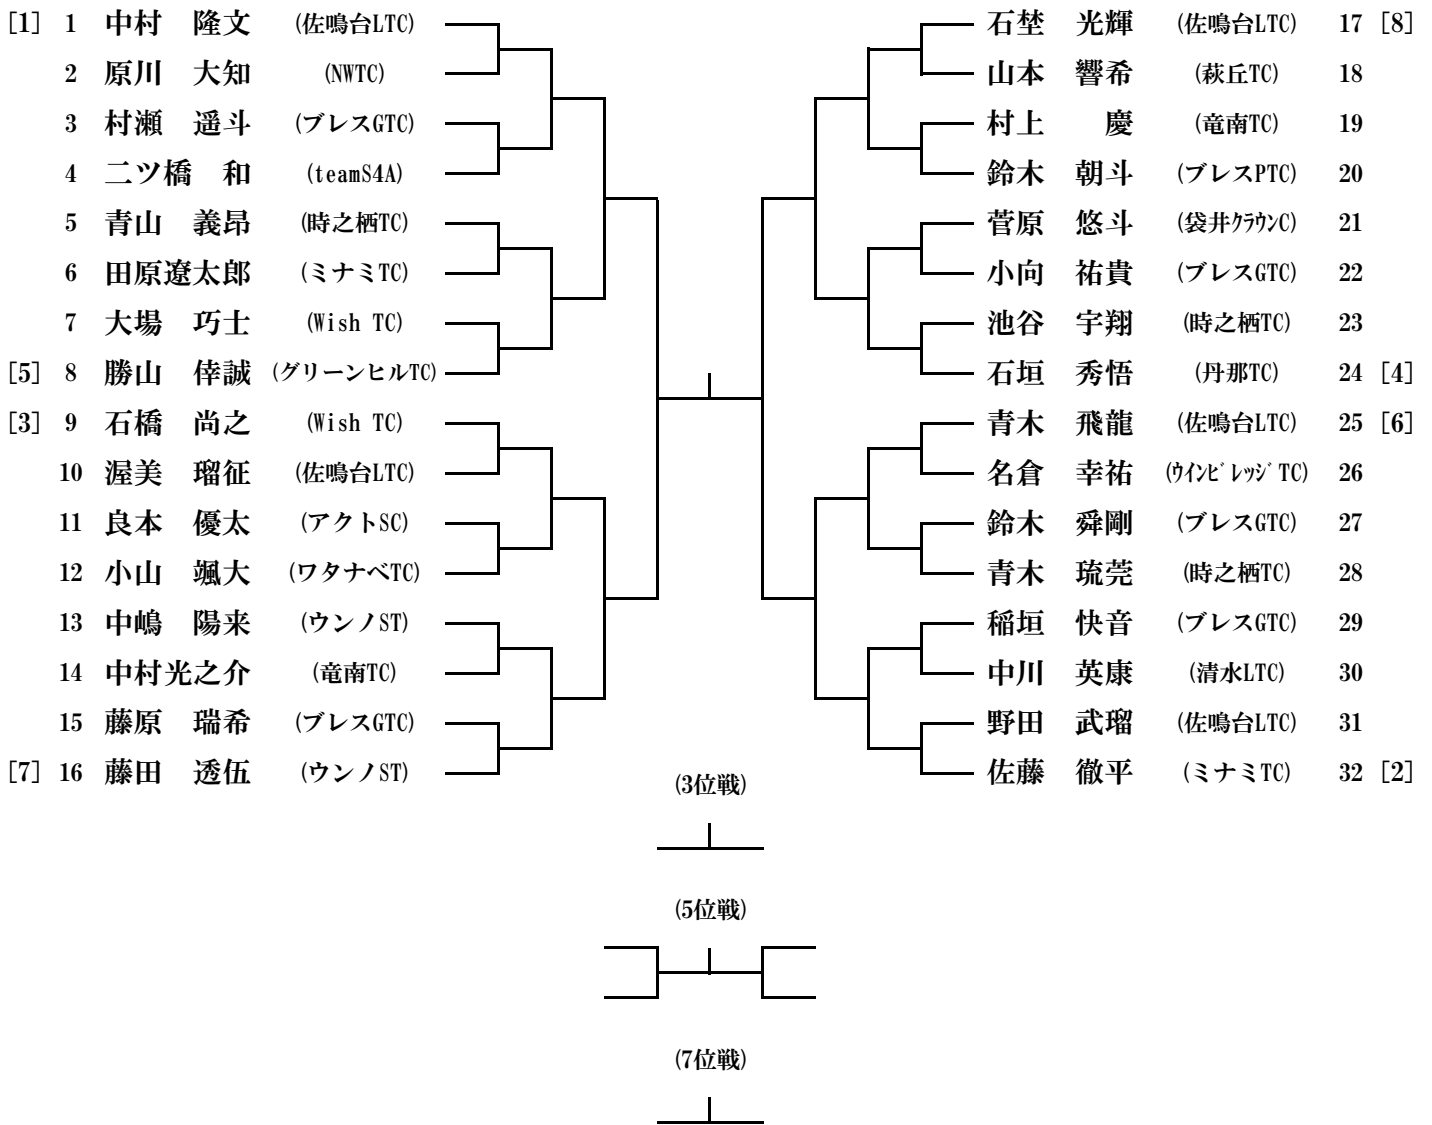 [1] 1 中村 隆文 (佐鳴台LTC)
2 原川 大知 (NWTC)
3 村瀬 遥斗 (ブレスGTC)
4 二ツ橋 和 (teamS4A)
5 青山 義昂 (時之栖TC)
6 田原遼太郎 (ミナミTC)
7 大場 巧士 (Wish TC)
[5] 8 勝山 倖誠 (グリーンヒルTC)
[3] 9 石橋 尚之 (Wish TC)
10 渥美 瑠征 (佐鳴台LTC)
11 良本 優太 (アクトSC)
12 小山 颯大 (ワタナベTC)
13 中嶋 陽来 (ウンノST)
14 中村光之介 (竜南TC)
15 藤原 瑞希 (ブレスGTC)
[7] 16 藤田 透伍 (ウンノST)
石埜 光輝 (佐鳴台LTC) 17 [8]
山本 響希 (萩丘TC) 18
村上 慶 (竜南TC) 19
鈴木 朝斗 (ブレスPTC) 20
菅原 悠斗 (袋井ｸﾗｳﾝC) 21
小向 祐貴 (ブレスGTC) 22
池谷 宇翔 (時之栖TC) 23
石垣 秀悟 (丹那TC) 24 [4]
青木 飛龍 (佐鳴台LTC) 25 [6]
名倉 幸祐 (ｳｲﾝﾋﾞﾚｯｼﾞTC) 26
鈴木 舜剛 (ブレスGTC) 27
青木 琉莞 (時之栖TC) 28
稲垣 快音 (ブレスGTC) 29
中川 英康 (清水LTC) 30
野田 武瑠 (佐鳴台LTC) 31
佐藤 徹平 (ミナミTC) 32 [2]
(3位戦)
(5位戦)
(7位戦)